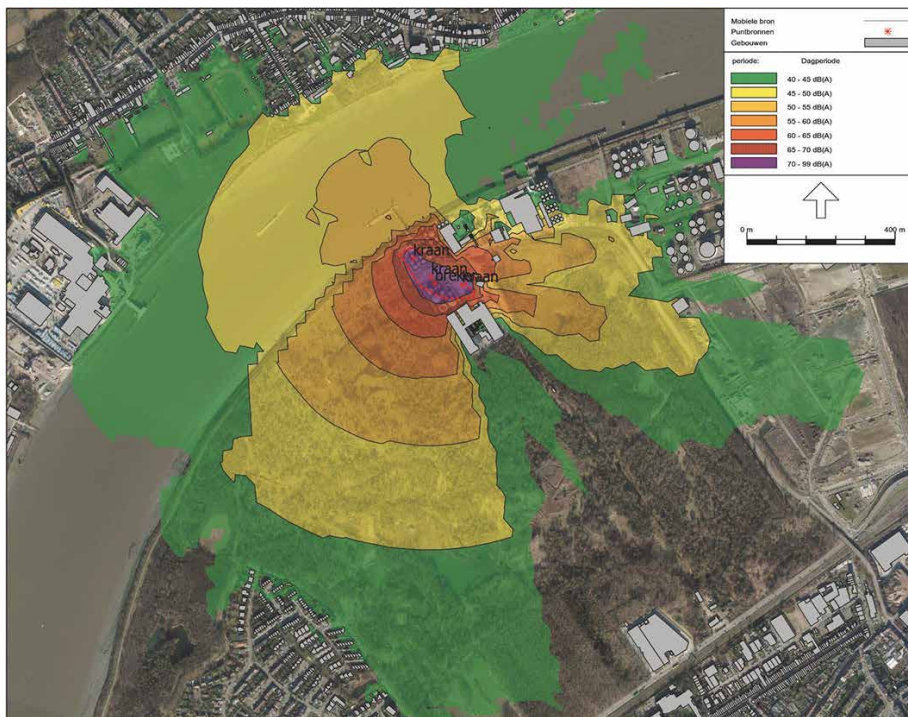 Mobiele bron
Puntbronnen
Gebouwen
periode: Dagperiode
40 - 45 dB(A)
45 - 50 dB(A)
50 - 55 dB(A)
55 - 60 dB(A)
60 - 65 dB(A)
65 - 70 dB(A)
70 - 99 dB(A)
0 m 400 m
kraan
kraan
kraan